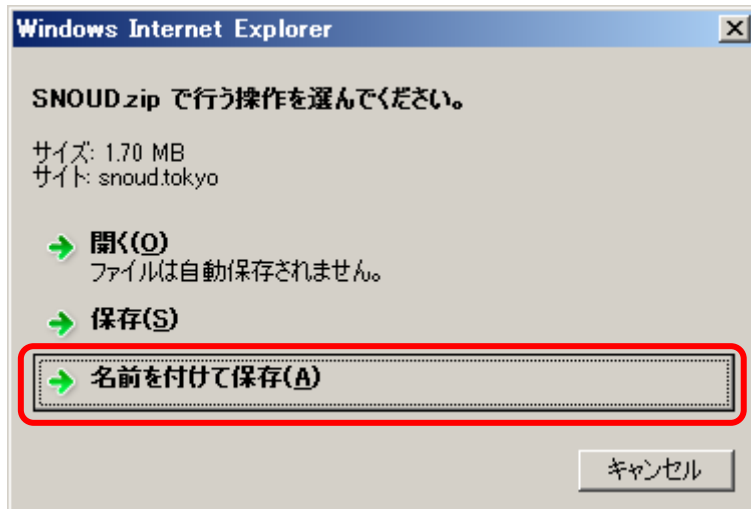 Windows Internet Explorer
SNOUD.zip で行う操作を選んでください。
サイズ: 1.70 MB
サイト: snoud.tokyo
開く(O)
ファイルは自動保存されません。
保存(S)
名前を付けて保存(A)
キャンセル